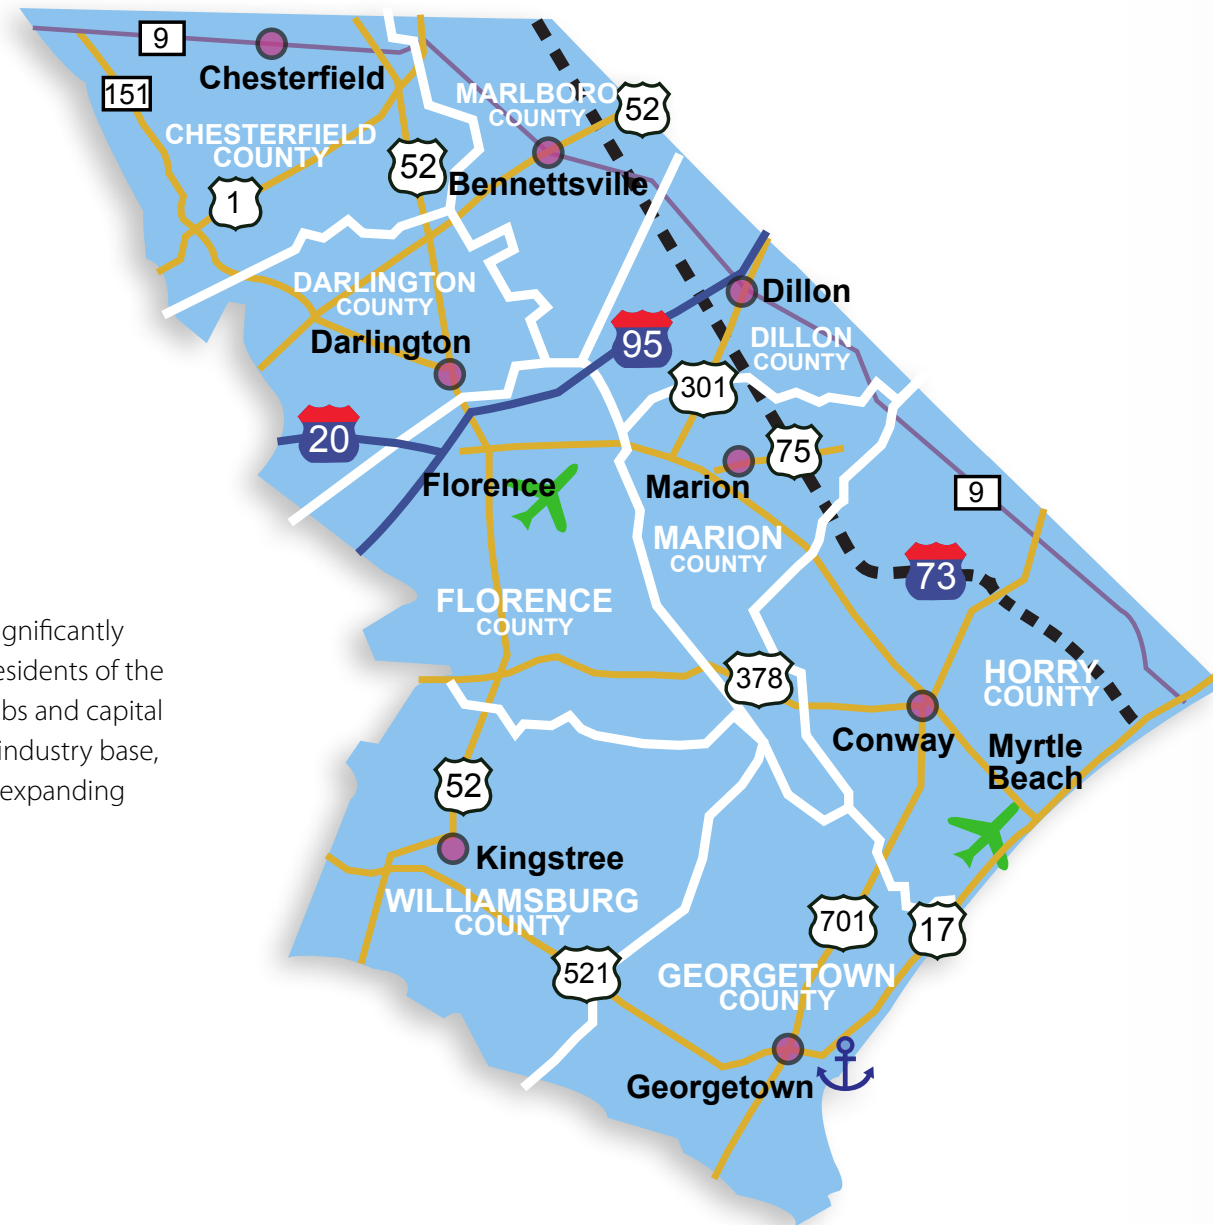 9
Chesterfield
151
MARLBORO
COUNTY
52
CHESTERFIELD
COUNTY
52
Bennettsville
1
DARLINGTON
COUNTY
Dillon
Darlington
95
DILLON
COUNTY
301
20
75
Florence
Marion
9
MARION
COUNTY
73
FLORENCE
COUNTY
gnificantly
esidents of the
bs and capital
industry base,
expanding
378
HORRY
COUNTY
Conway
Myrtle
Beach
52
Kingstree
WILLIAMSBURG
COUNTY
701
17
521
GEORGETOWN
COUNTY
Georgetown